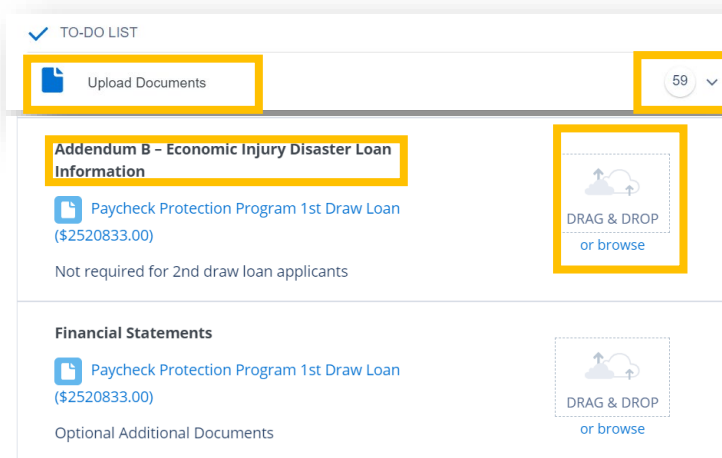 TO-DO LIST
Upload Documents
59
Addendum B – Economic Injury Disaster Loan
Information
Paycheck Protection Program 1st Draw Loan
($2520833.00)
Not required for 2nd draw loan applicants
DRAG & DROP
or browse
Financial Statements
Paycheck Protection Program 1st Draw Loan
($2520833.00)
Optional Additional Documents
DRAG & DROP
or browse